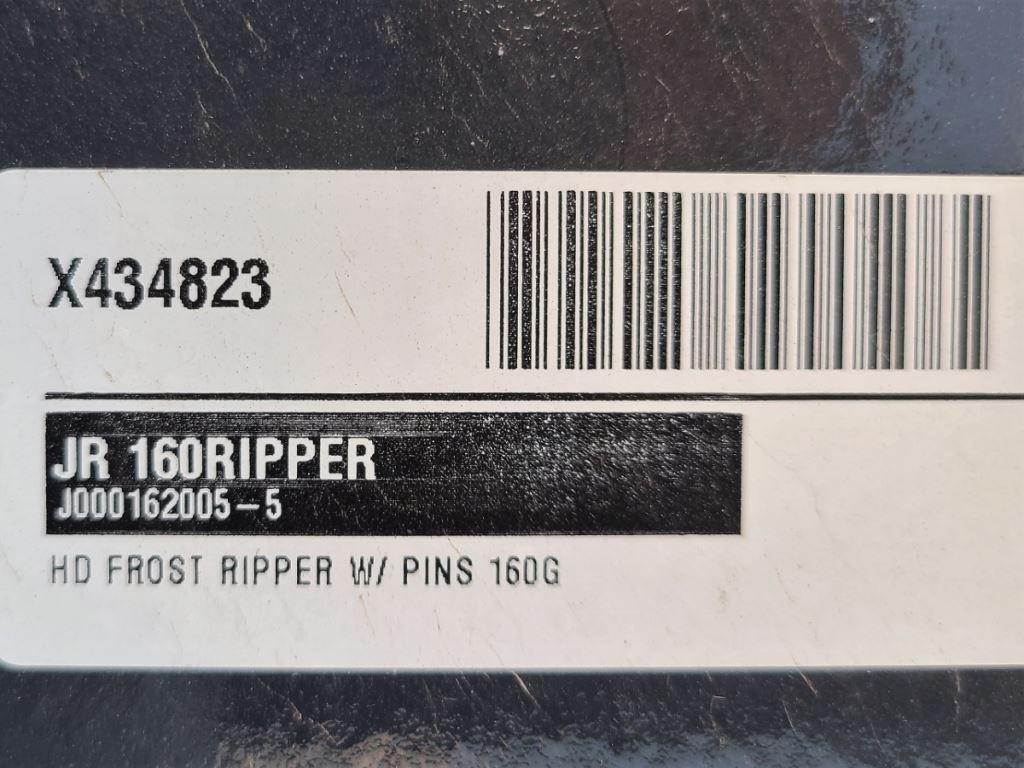 X434823
JR 160RIPPER
J000162005-5
HD FROST RIPPER W/ PINS 160G